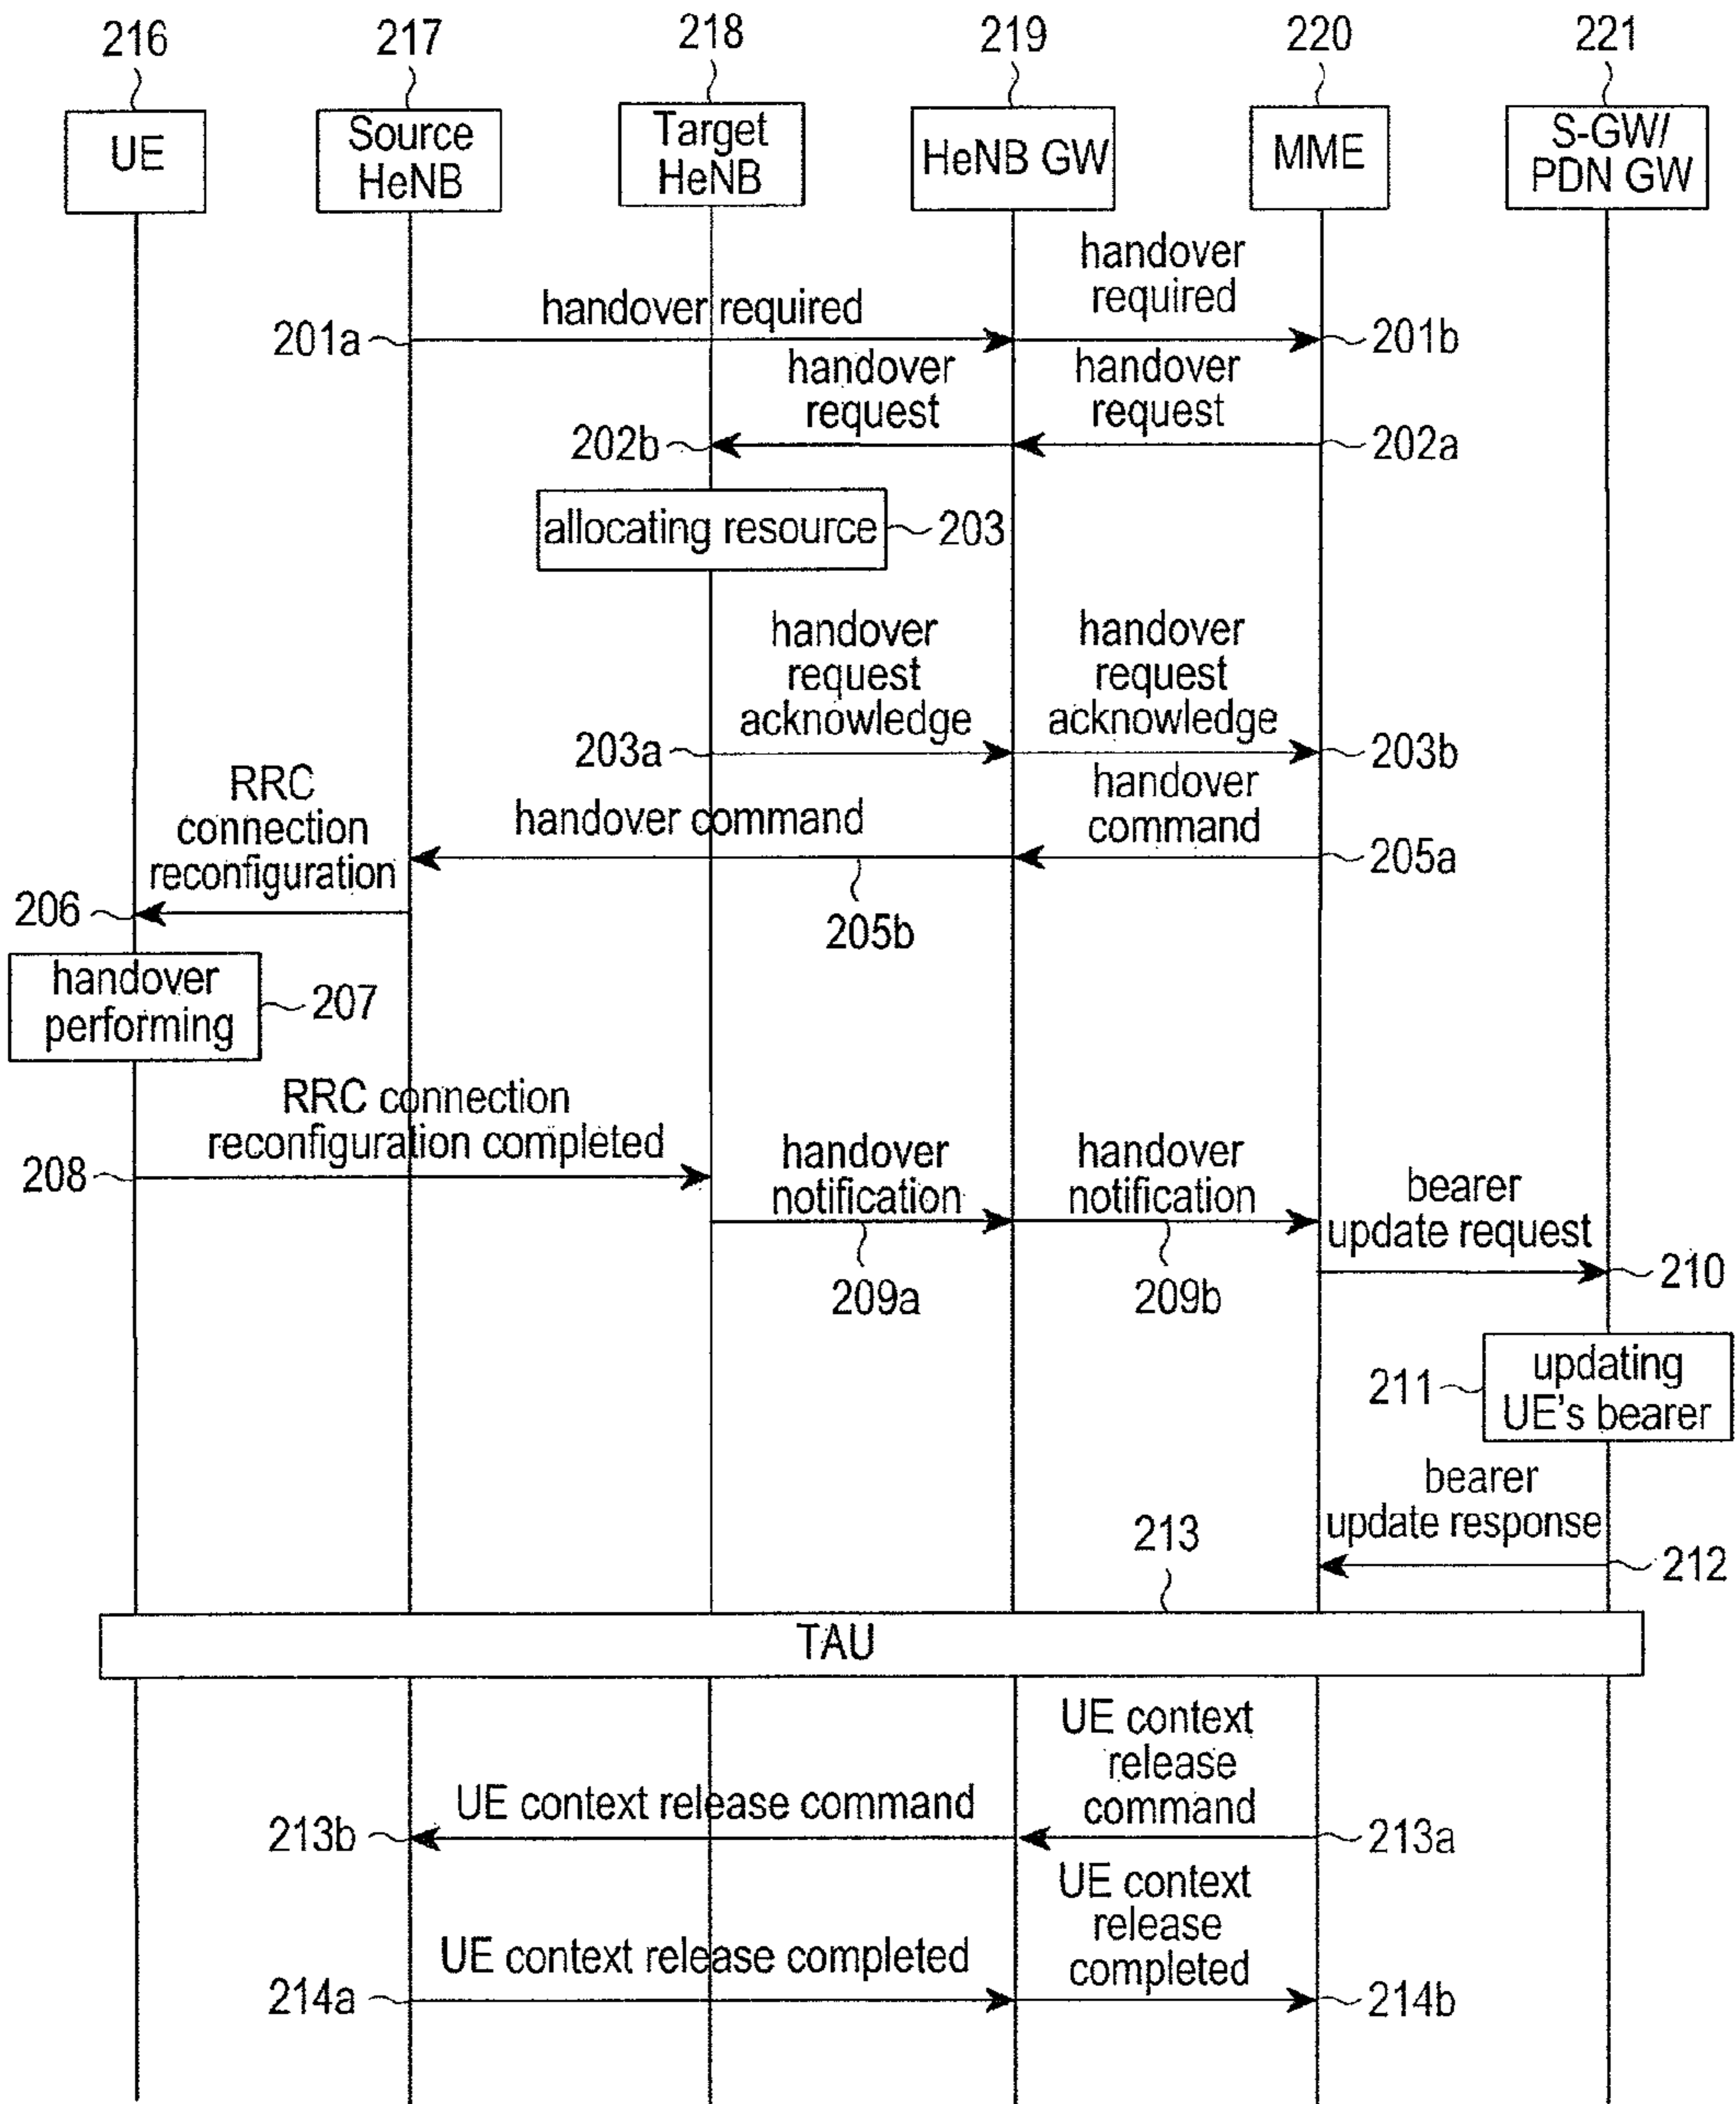 216
217
218
219
220
221
UE
Source
HeNB
Target
HeNB
HeNB GW
MME
S-GW/
PDN GW
handover required
handover
required
201a
201b
handover
request
handover
request
202b
202a
allocating resource
203
handover
request
acknowledge
handover
request
acknowledge
203a
203b
RRC
connection
reconfiguration
handover command
handover
command
205a
205b
206
handover
performing
207
RRC connection
reconfiguration completed
208
handover
notification
handover
notification
209a
209b
bearer
update request
210
updating
UE's bearer
211
bearer
update response
212
213
TAU
UE context release command
UE context
release
command
213b
213a
UE context release completed
UE context
release
completed
214a
214b